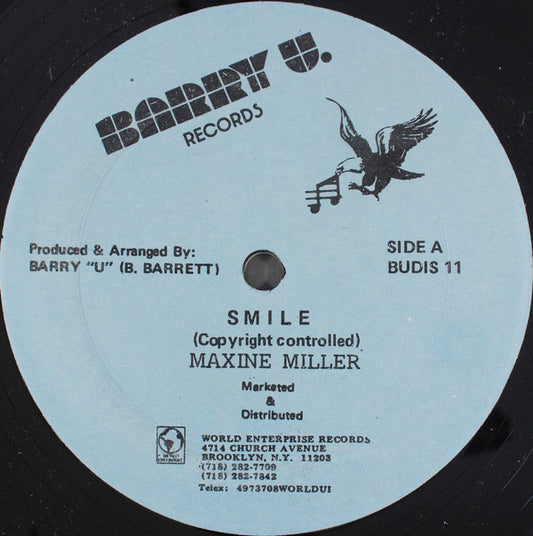 BARRY U.
RECORDS
Produced & Arranged By:
BARRY "U" (B. BARRETT)
SIDE A
BUDIS 11
SMILE
(Copyright controlled)
MAXINE MILLER
Marketed
&
Distributed
WORLD ENTERPRISE RECORDS
4714 CHURCH AVENUE
BROOKLYN, N.Y. 11203
(718) 282-7709
(718) 282-7842
Telex: 4973708WORLDUI